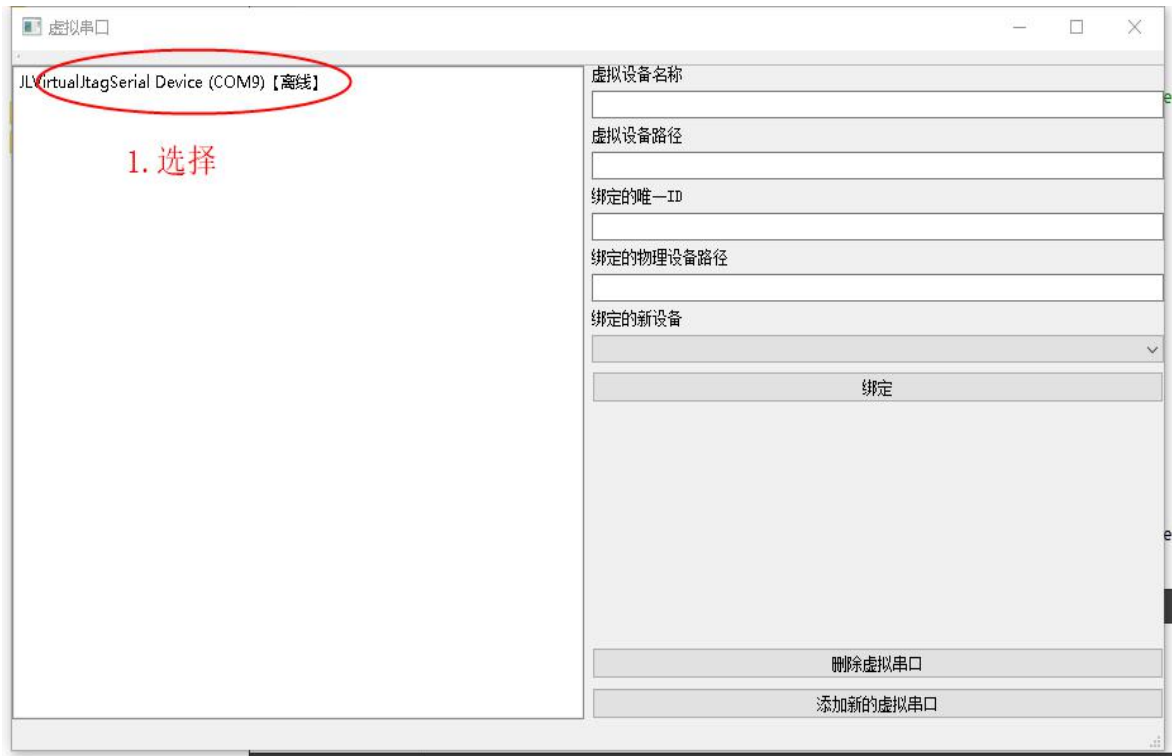 虚拟串口
JLVirtualJtagSerial Device (COM9)【离线】
1.选择
虚拟设备名称
虚拟设备路径
绑定的唯一ID
绑定的物理设备路径
绑定的新设备
绑定
删除虚拟串口
添加新的虚拟串口
e
e